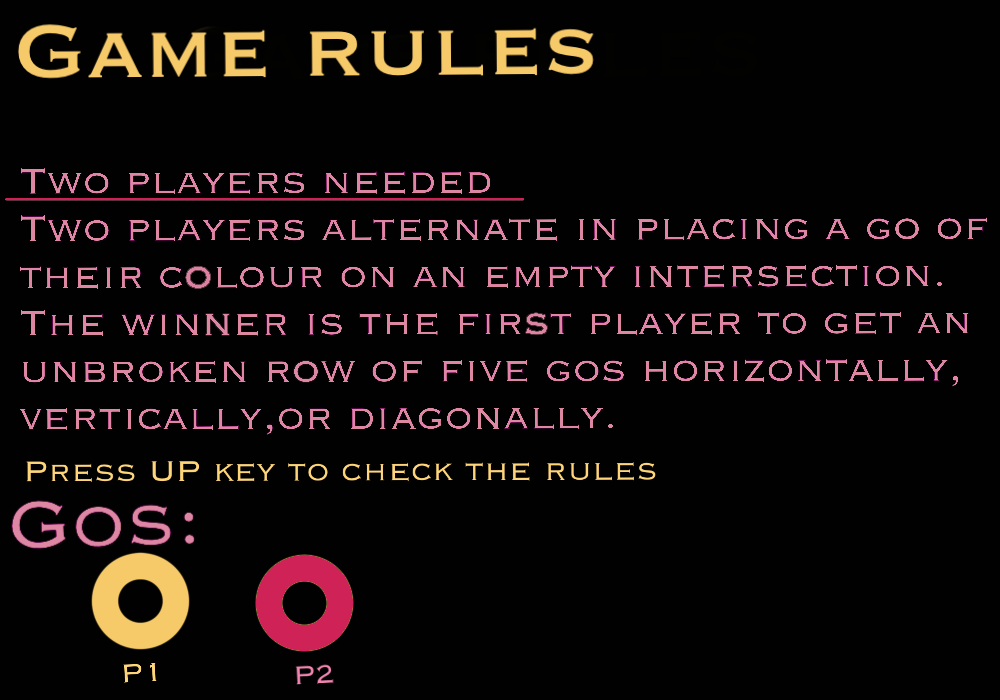 Game rules
Two players needed
Two players alternate in placing a go of
their colour on an empty intersection.
The winner is the first player to get an
unbroken row of five gos horizontally,
vertically,or diagonally.
Press UP key to check the rules
Gos:
P1 P2